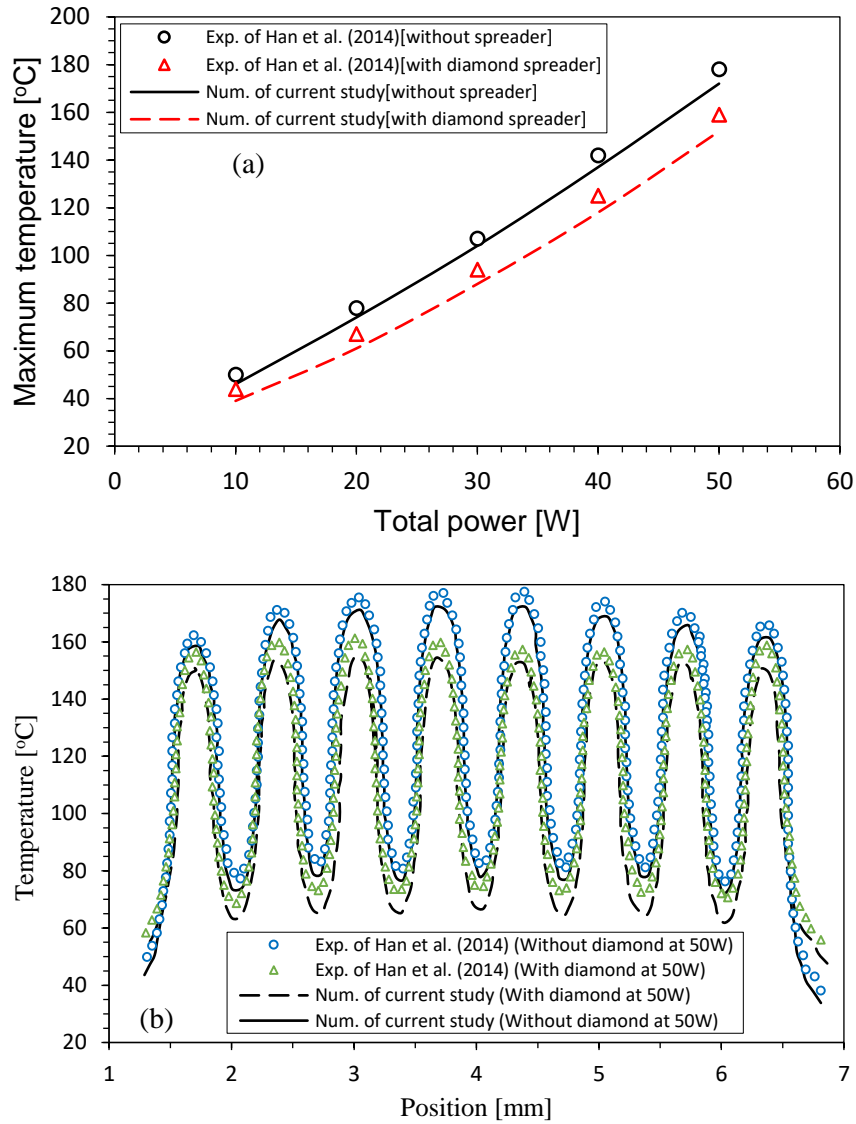 200
180
160
140
120
100
80
60
40
20
Maximum temperature [°C]
Exp. of Han et al. (2014)[without spreader]
Exp. of Han et al. (2014)[with diamond spreader]
Num. of current study[without spreader]
Num. of current study[with diamond spreader]
(a)
0 10 20 30 40 50 60
Total power [W]
180
160
140
120
100
80
60
40
20
Temperature [°C]
Exp. of Han et al. (2014) (Without diamond at 50W)
Exp. of Han et al. (2014) (With diamond at 50W)
Num. of current study (With diamond at 50W)
Num. of current study (Without diamond at 50W)
(b)
1 2 3 4 5 6 7
Position [mm]